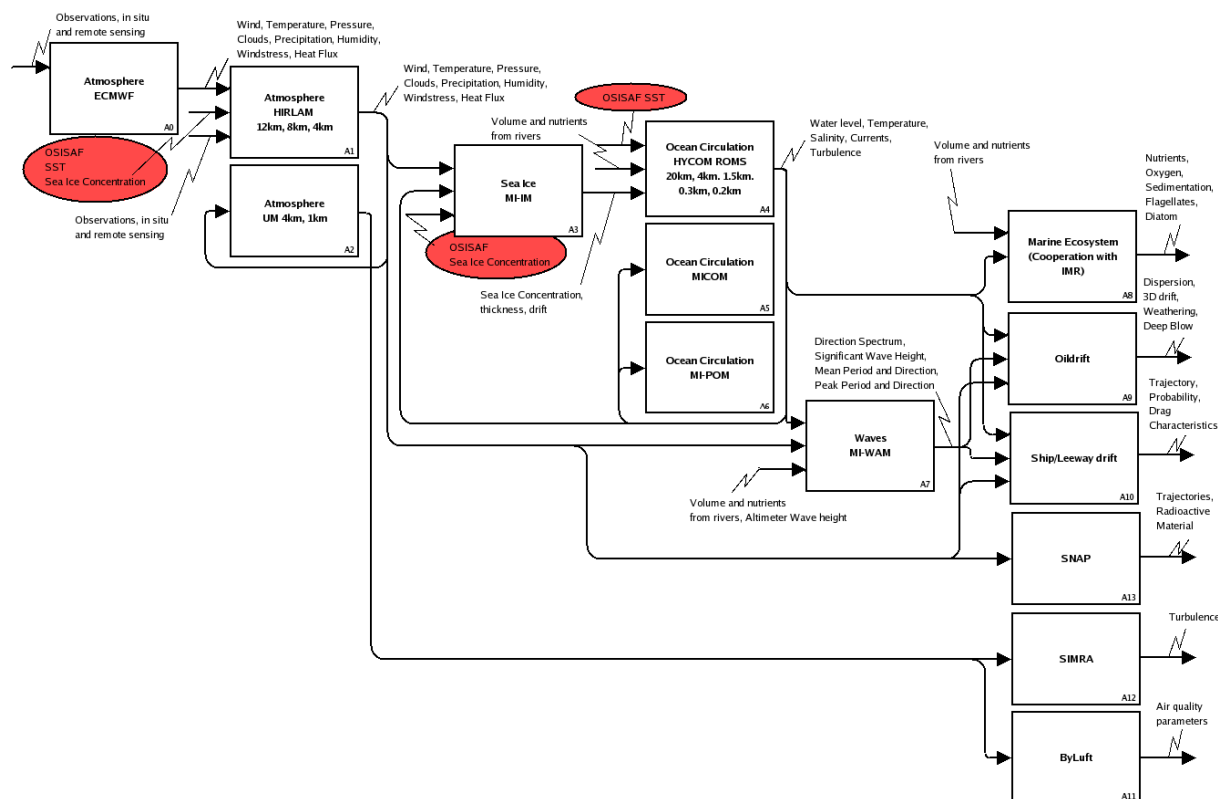 Observations, in situ
and remote sensing
Atmosphere
ECMWF
A0
OSISAF
SST
Sea Ice Concentration
Wind, Temperature, Pressure,
Clouds, Precipitation, Humidity,
Windstress, Heat Flux
Atmosphere
HIRLAM
12km, 8km, 4km
A1
Observations, in situ
and remote sensing
Atmosphere
UM 4km, 1km
A2
Wind, Temperature, Pressure,
Clouds, Precipitation, Humidity,
Windstress, Heat Flux
Sea Ice
MI-IM
A3
OSISAF
Sea Ice Concentration
OSISAF SST
Volume and nutrients
from rivers
Sea Ice Concentration,
thickness, drift
Ocean Circulation
HYCOM ROMS
20km, 4km. 1.5km.
0.3km, 0.2km
A4
Ocean Circulation
MICOM
A5
Ocean Circulation
MI-POM
A6
Water level, Temperature,
Salinity, Currents,
Turbulence
Direction Spectrum,
Significant Wave Height,
Mean Period and Direction,
Peak Period and Direction
Waves
MI-WAM
A7
Volume and nutrients
from rivers, Altimeter Wave height
Volume and nutrients
from rivers
Marine Ecosystem
(Cooperation with
IMR)
A8
Nutrients,
Oxygen,
Sedimentation,
Flagellates,
Diatom
Oildrift
A9
Dispersion,
3D drift,
Weathering,
Deep Blow
Ship/Leeway drift
A10
Trajectory,
Probability,
Drag
Characteristics
SNAP
A13
Trajectories,
Radioactive
Material
SIMRA
A12
Turbulence
ByLuft
A11
Air quality
parameters